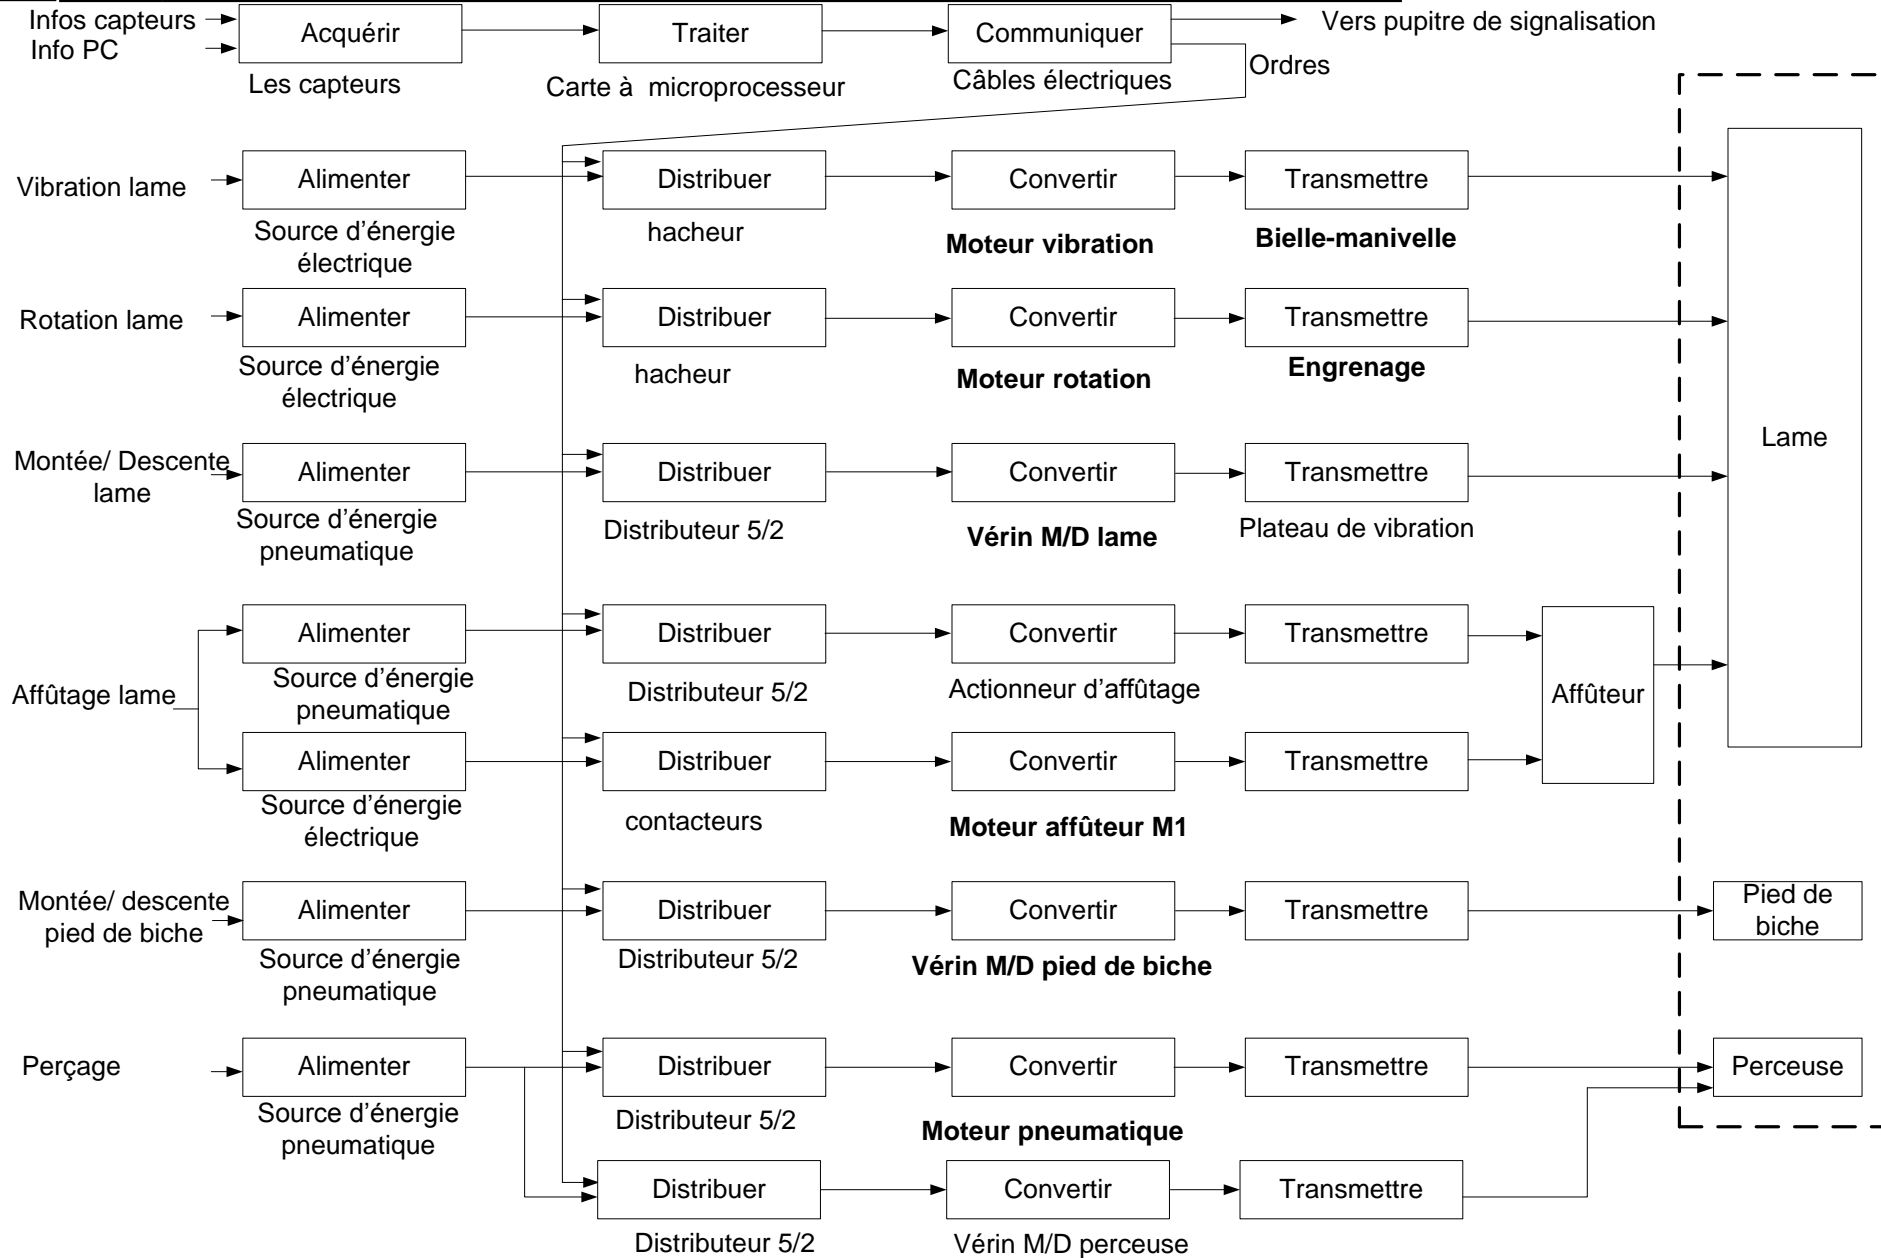 Infos capteurs
Info PC
Acquérir
Traiter
Communiquer
Vers pupitre de signalisation
Les capteurs
Carte à microprocesseur
Câbles électriques
Ordres
Vibration lame
Alimenter
Distribuer
Convertir
Transmettre
Source d'énergie
électrique
hacheur
Moteur vibration
Bielle-manivelle
Rotation lame
Alimenter
Distribuer
Convertir
Transmettre
Source d'énergie
électrique
hacheur
Moteur rotation
Engrenage
Lame
Montée/ Descente
lame
Alimenter
Distribuer
Convertir
Transmettre
Source d'énergie
pneumatique
Distributeur 5/2
Vérin M/D lame
Plateau de vibration
Affûtage lame
Alimenter
Distribuer
Convertir
Transmettre
Source d'énergie
pneumatique
Distributeur 5/2
Actionneur d'affûtage
Affûteur
Alimenter
Distribuer
Convertir
Transmettre
Source d'énergie
électrique
contacteurs
Moteur affûteur M1
Montée/ descente
pied de biche
Alimenter
Distribuer
Convertir
Transmettre
Pied de
biche
Source d'énergie
pneumatique
Distributeur 5/2
Vérin M/D pied de biche
Perçage
Alimenter
Distribuer
Convertir
Transmettre
Perceuse
Source d'énergie
pneumatique
Distributeur 5/2
Moteur pneumatique
Distribuer
Convertir
Transmettre
Distributeur 5/2
Vérin M/D perceuse